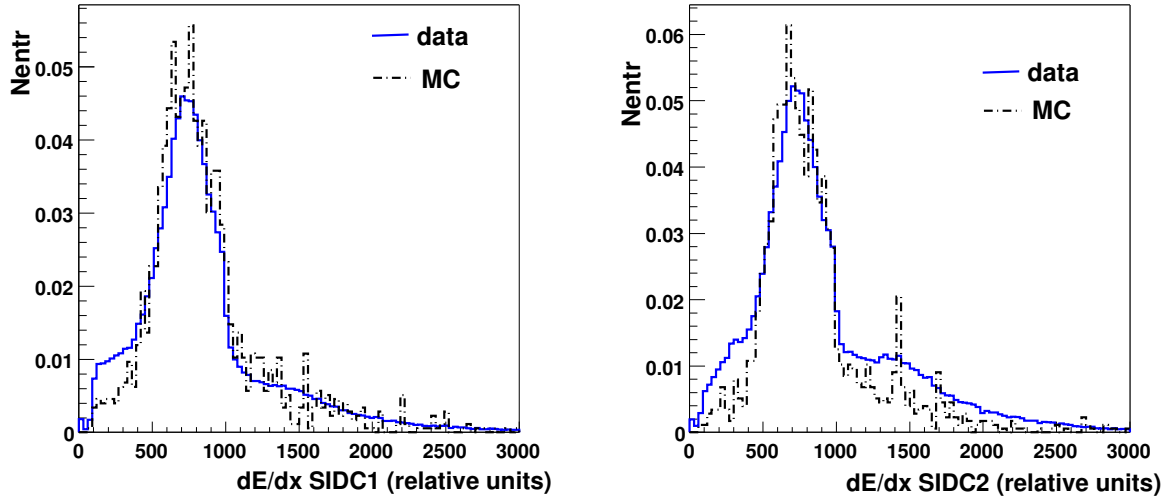 Nentr
data
MC
0.05
0.04
0.03
0.02
0.01
0
0 500 1000 1500 2000 2500 3000
dE/dx SIDC1 (relative units)
Nentr
data
MC
0.06
0.05
0.04
0.03
0.02
0.01
0
0 500 1000 1500 2000 2500 3000
dE/dx SIDC2 (relative units)